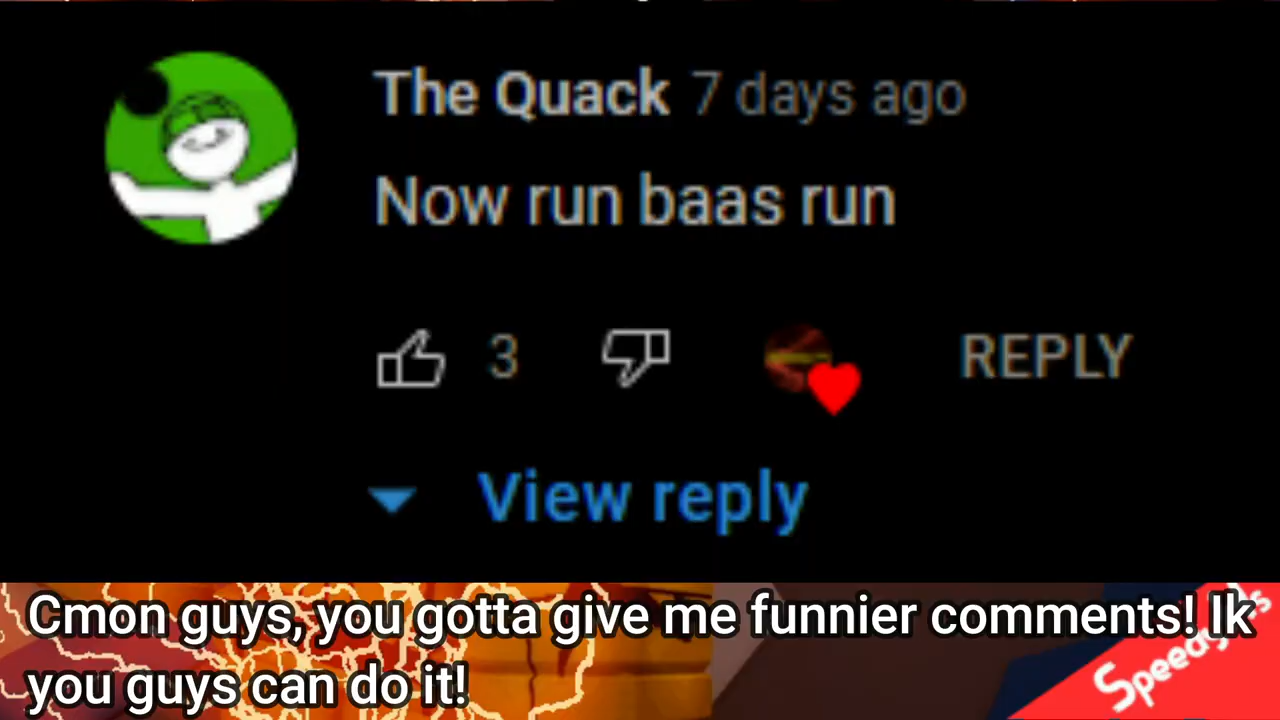 The Quack 7 days ago
Now run baas run
3
REPLY
View reply
Cmon guys, you gotta give me funnier comments! Ik
you guys can do it!